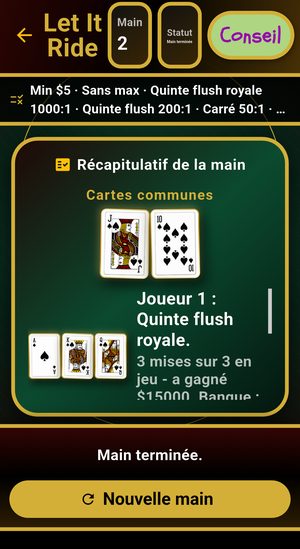 Let It
Ride
Main
2
Statut
Main terminée
Conseil
Min $5 · Sans max · Quinte flush royale
1000:1 · Quinte flush 200:1 · Carré 50:1 · ...
Récapitulatif de la main
Cartes communes
J
10
10
Joueur 1 :
Quinte flush
royale.
A
K
Q
3 mises sur 3 en
jeu - a gagné
$15000. Banque :
Main terminée.
Nouvelle main